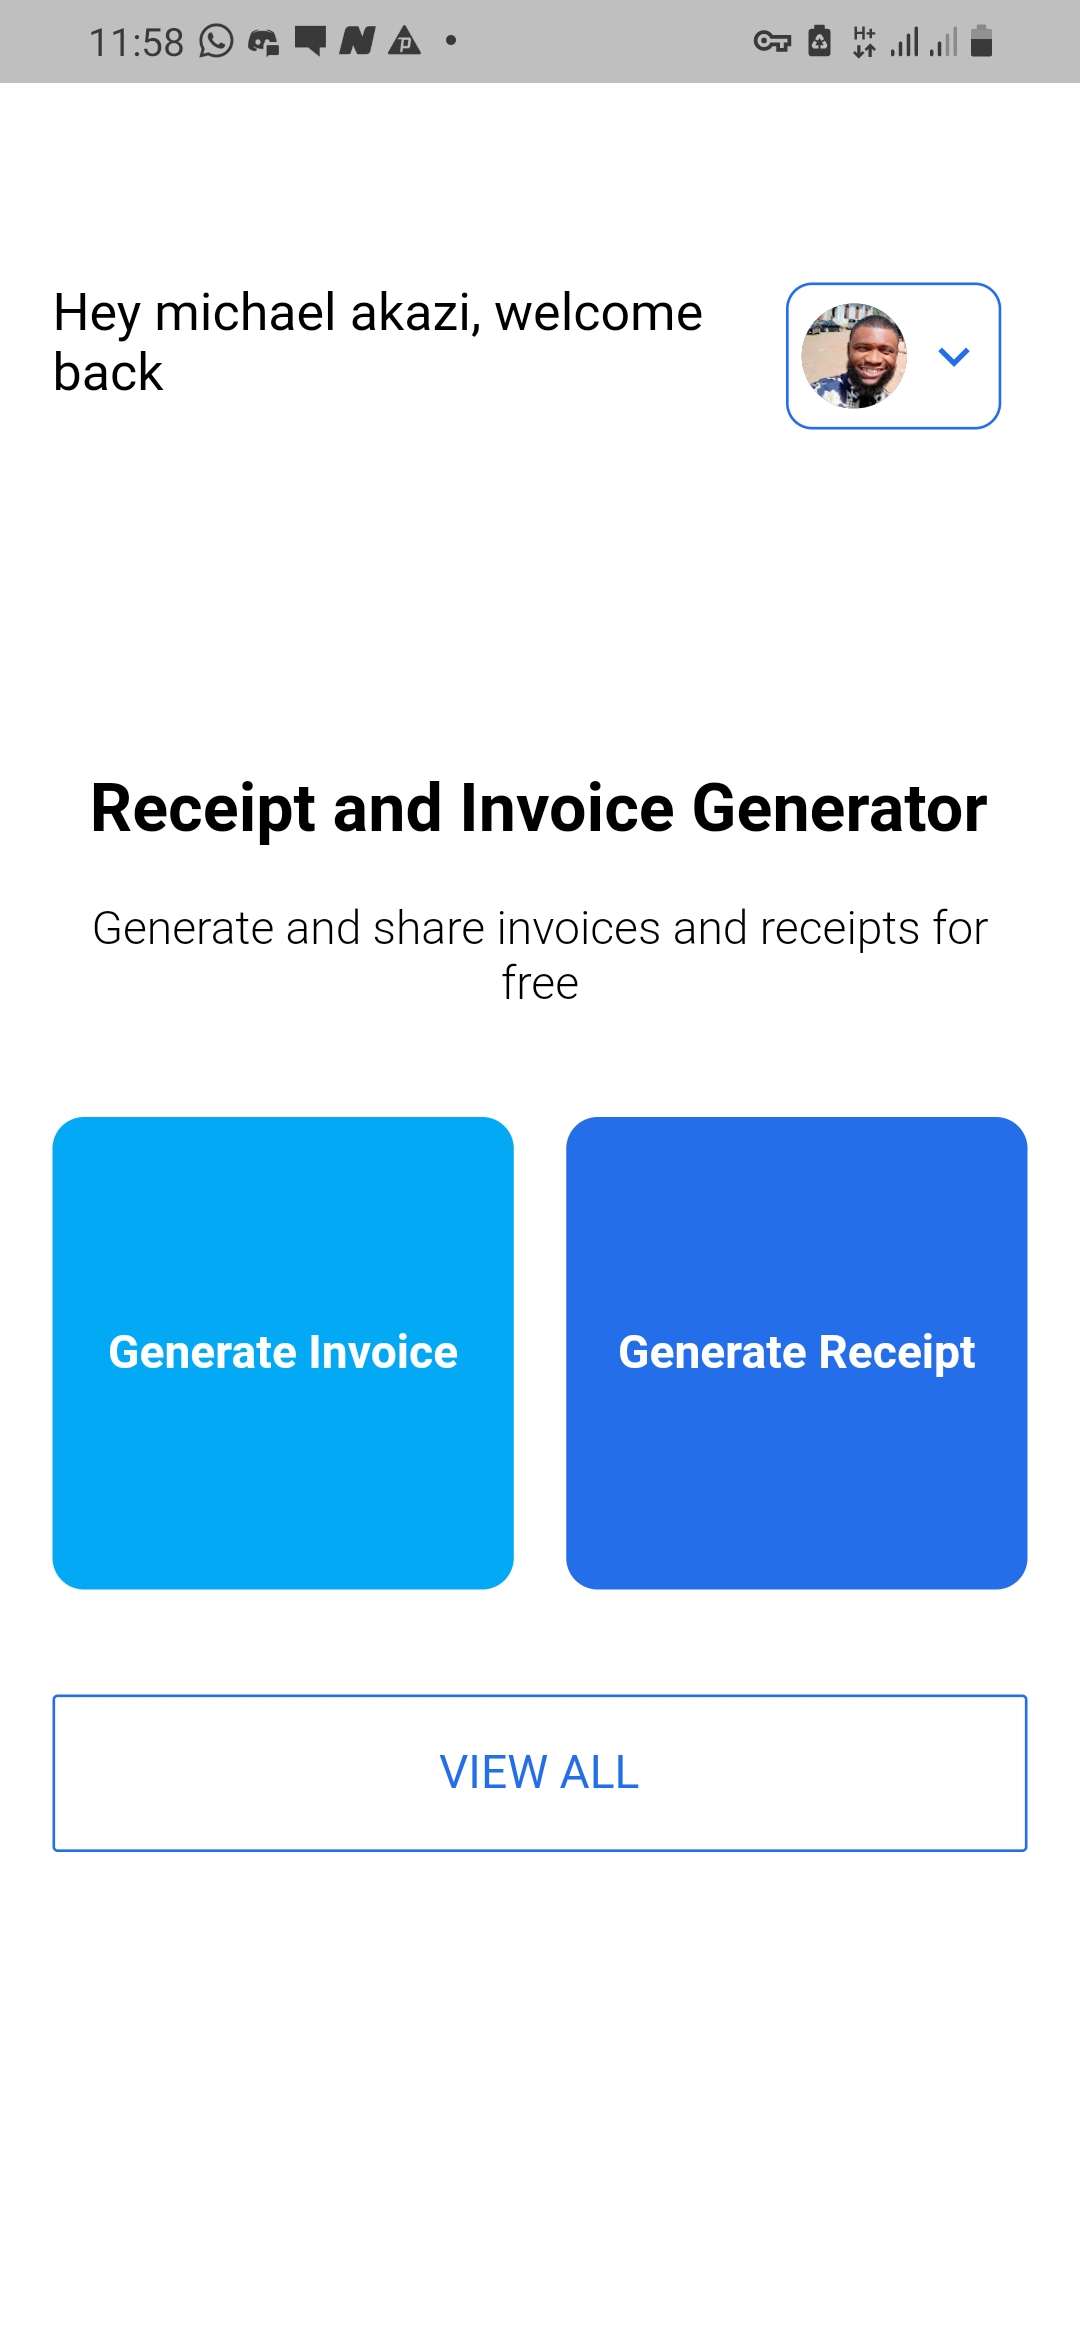 11:58
H+
Hey michael akazi, welcome
back
Receipt and Invoice Generator
Generate and share invoices and receipts for
free
Generate Invoice
Generate Receipt
VIEW ALL